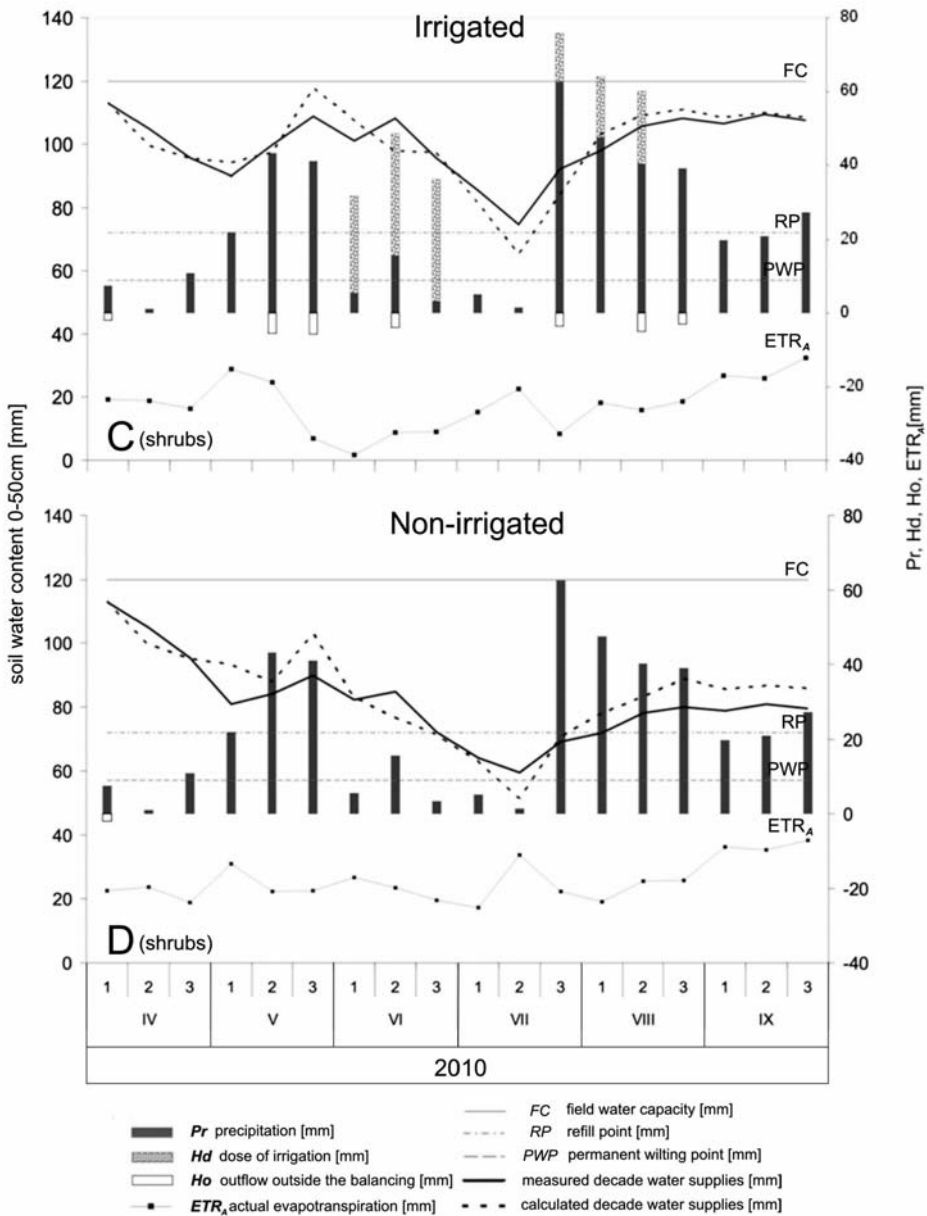 Irrigated
140
120
100
80
60
40
20
0
80
60
40
20
0
-20
-40
FC
RP
PWP
ETR_A
C (shrubs)
soil water content 0-50cm [mm]
Pr, Hd, Ho, ETR_A[mm]
Non-irrigated
140
120
100
80
60
40
20
0
80
60
40
20
0
-20
-40
FC
RP
PWP
ETR_A
D (shrubs)
1 2 3 1 2 3 1 2 3 1 2 3 1 2 3 1 2 3
IV V VI VII VIII IX
2010
Pr precipitation [mm]
Hd dose of irrigation [mm]
Ho outflow outside the balancing [mm]
ETR_A actual evapotranspiration [mm]
FC field water capacity [mm]
RP refill point [mm]
PWP permanent wilting point [mm]
measured decade water supplies [mm]
calculated decade water supplies [mm]